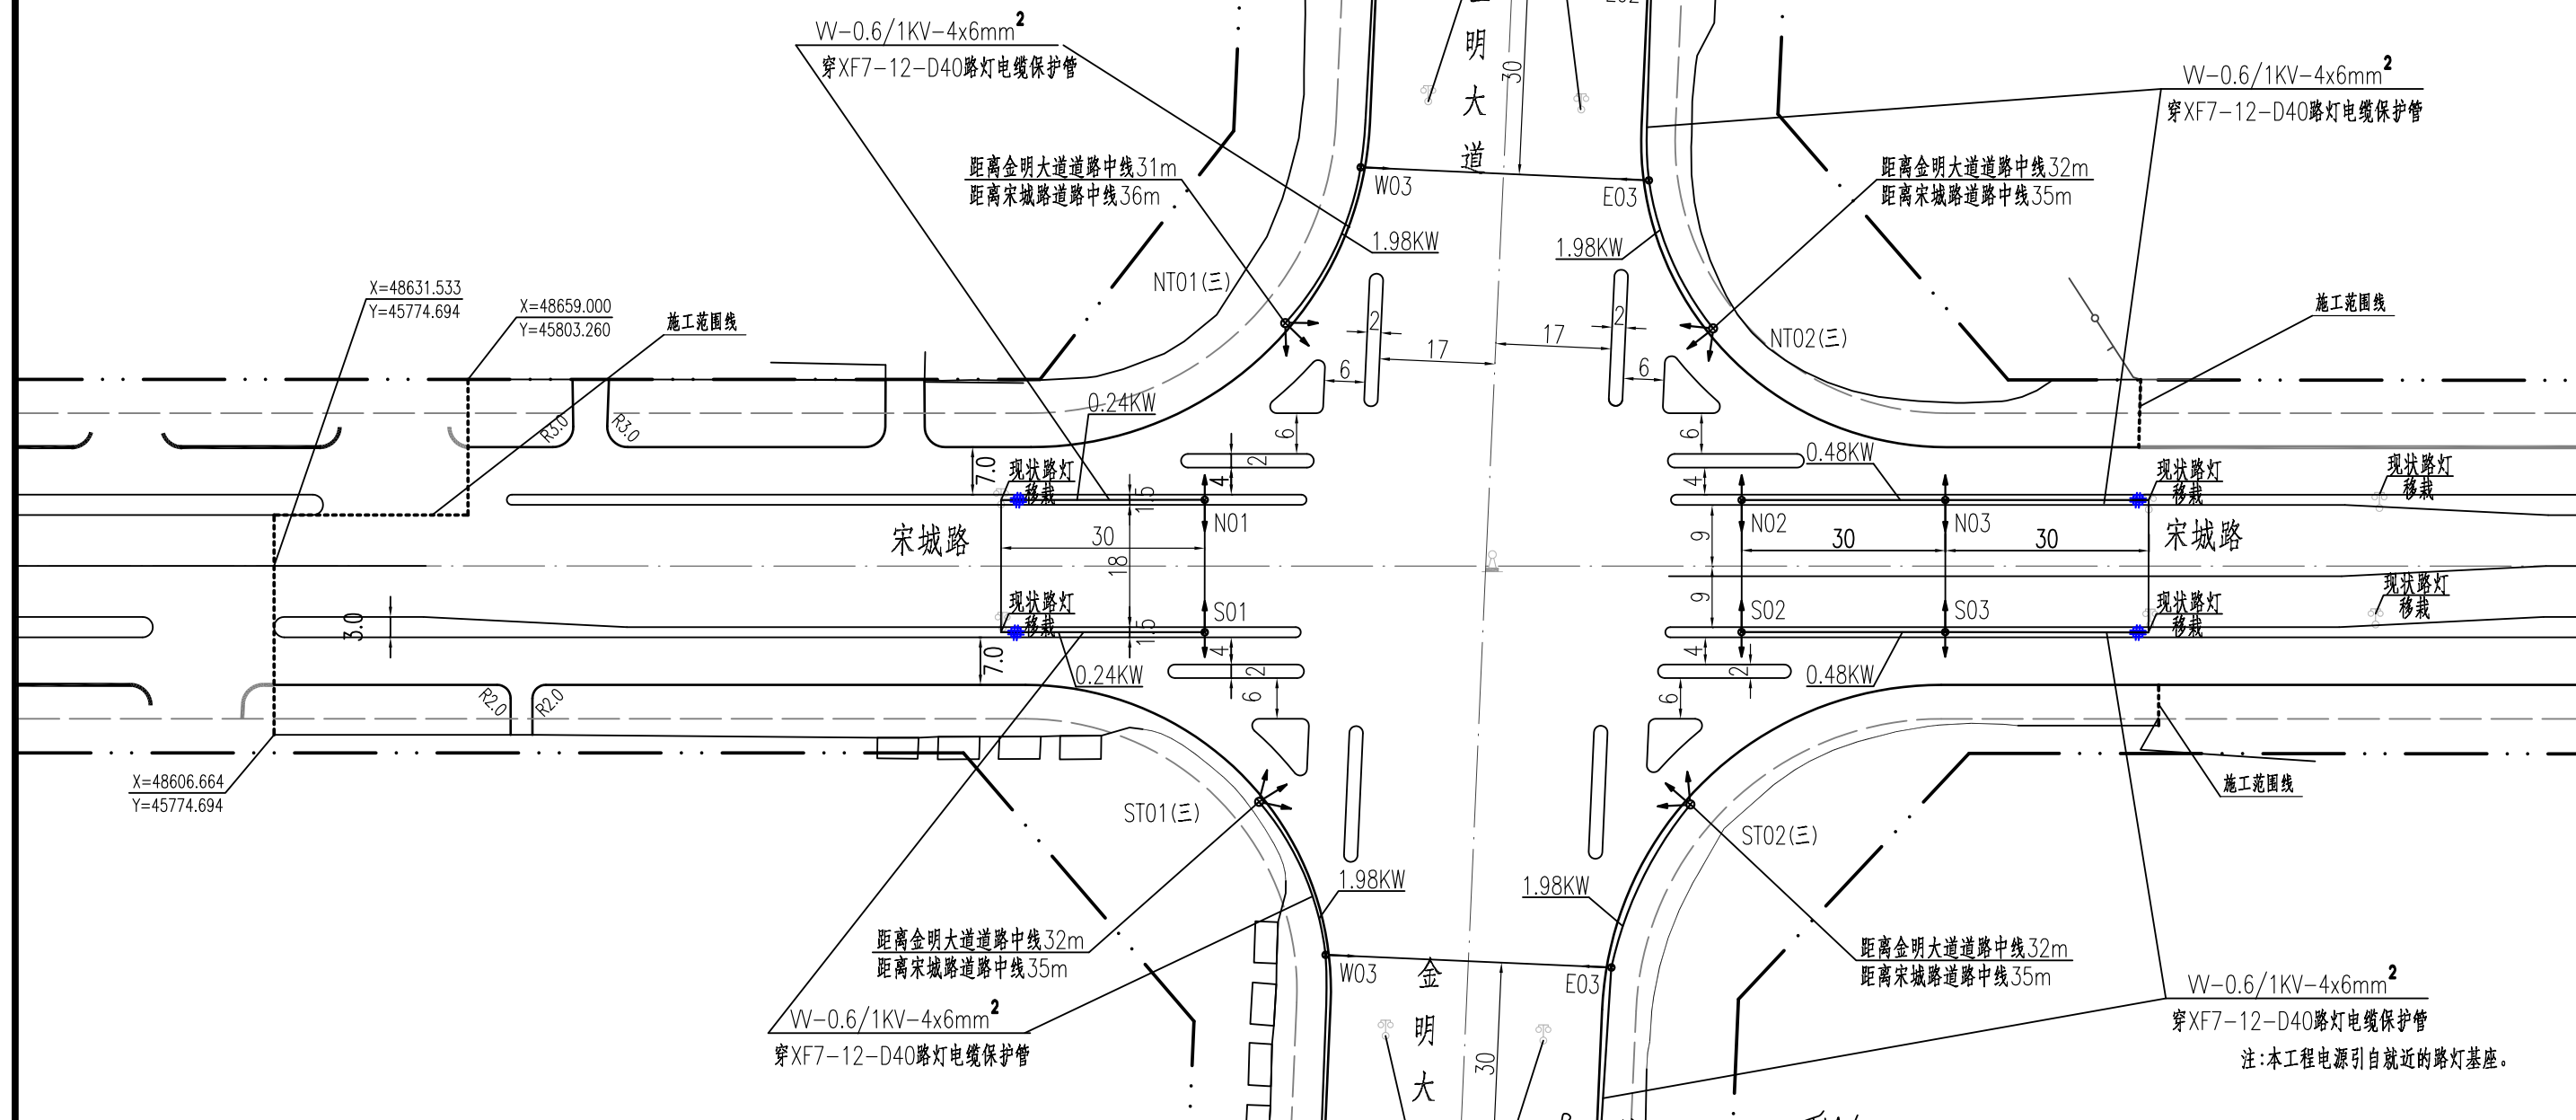 VV-0.6/1KV-4x6mm²
穿XF7-12-D40路灯电缆保护管
明
大
道
30
VV-0.6/1KV-4x6mm²
穿XF7-12-D40路灯电缆保护管
距离金明大道道路中线31m
距离宋城路道路中线36m
W03
E03
距离金明大道道路中线32m
距离宋城路道路中线35m
1.98KW
1.98KW
NT01(三)
NT02(三)
X=48631.533
Y=45774.694
X=48659.000
Y=45803.260
施工范围线
施工范围线
2
17
17
2
6
6
R3.0
R3.0
0.24KW
6
6
0.48KW
7.0
现状路灯
移栽
2
4
1.5
4
现状路灯
移栽
现状路灯
移栽
宋城路
N01
N02
N03
宋城路
30
18
9
30
30
9
3.0
现状路灯
移栽
S01
S02
S03
现状路灯
移栽
现状路灯
移栽
1.5
7.0
4
2
4
2
0.24KW
0.48KW
R2.0
R2.0
6
6
X=48606.664
Y=45774.694
施工范围线
ST01(三)
ST02(三)
1.98KW
1.98KW
距离金明大道道路中线32m
距离宋城路道路中线35m
距离金明大道道路中线32m
距离宋城路道路中线35m
W03
E03
金
明
大
30
VV-0.6/1KV-4x6mm²
穿XF7-12-D40路灯电缆保护管
VV-0.6/1KV-4x6mm²
穿XF7-12-D40路灯电缆保护管
注:本工程电源引自就近的路灯基座。